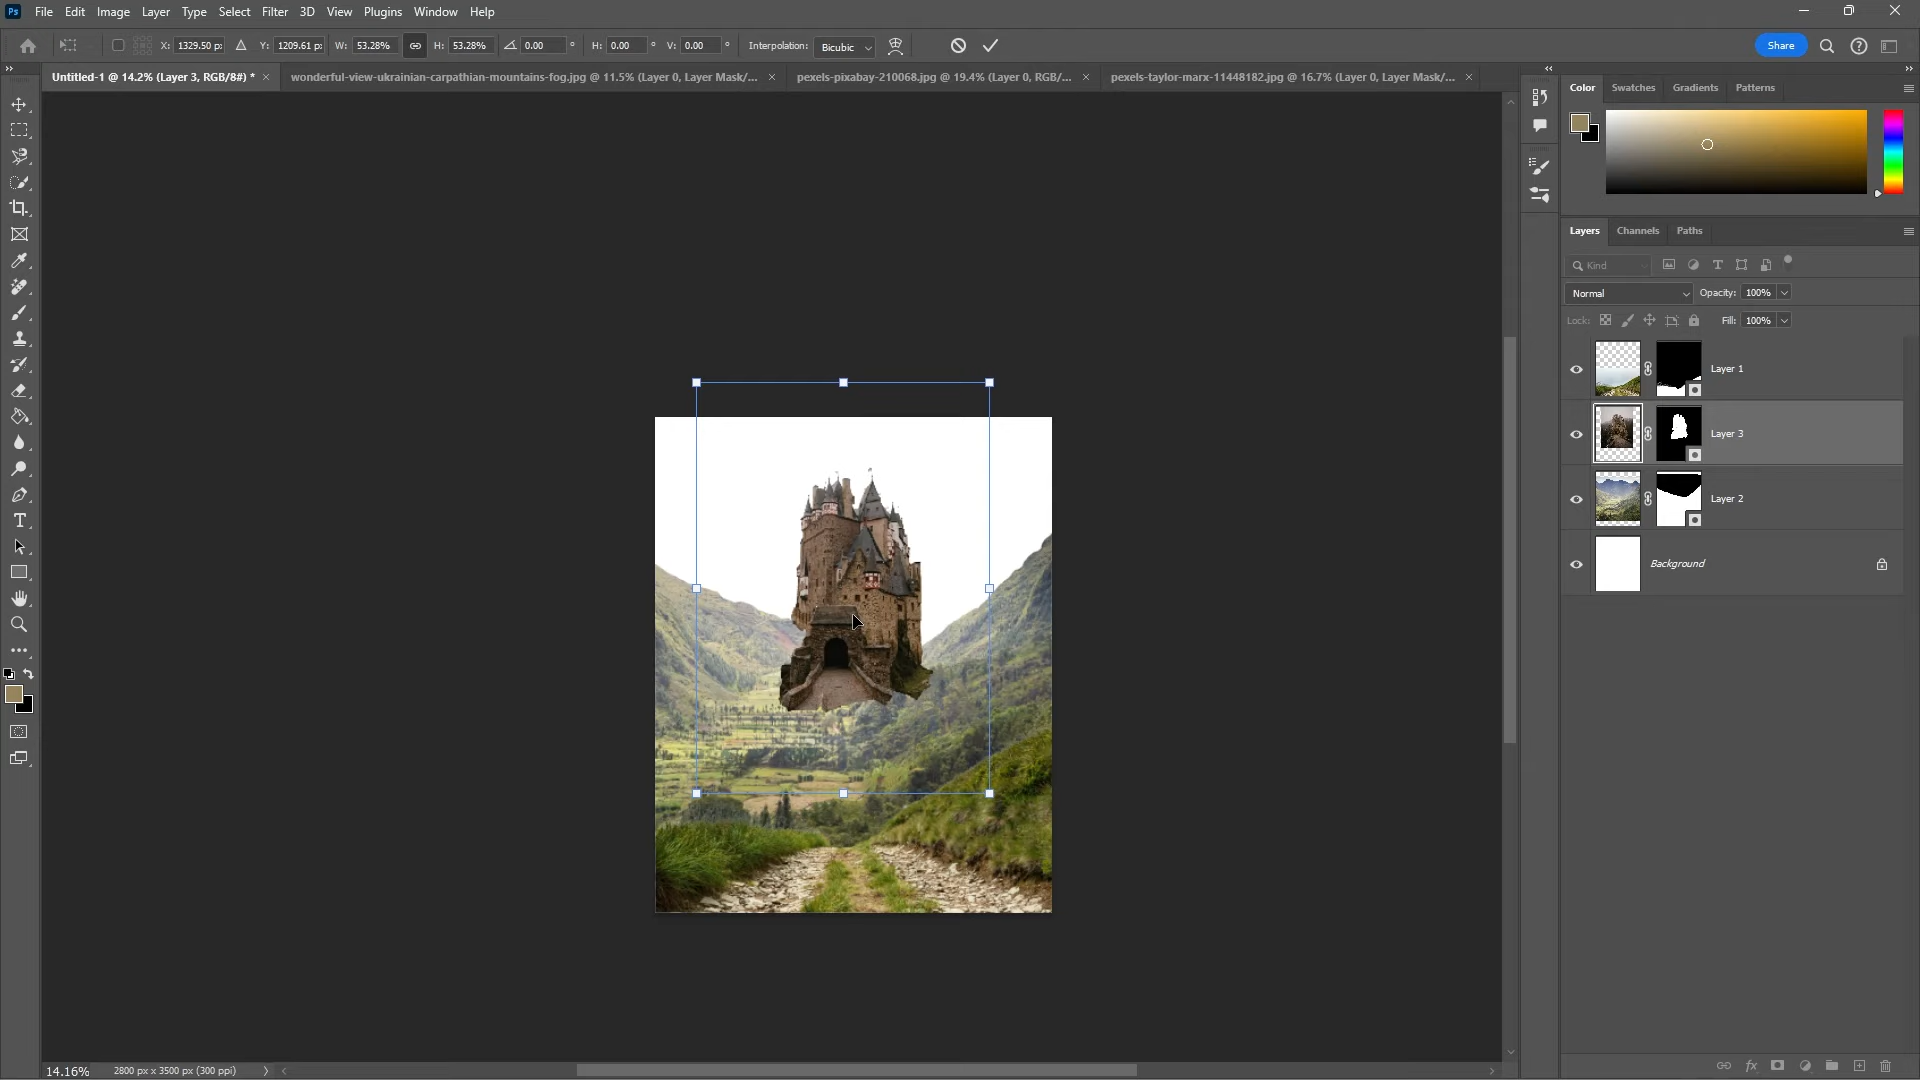 Ps File Edit Image Layer Type Select Filter 3D View Plugins Window Help
X: 1329.50 p Y: 1209.61 p W: 53.28% H: 53.28% 0.00 ° H: 0.00 ° V: 0.00 ° Interpolation: Bicubic Share
Untitled-1 @ 14.2% (Layer 3, RGB/8#) * × wonderful-view-ukrainian-carpathian-mountains-fog.jpg @ 11.5% (Layer 0, Layer Mask/... × pexels-pixabay-210068.jpg @ 19.4% (Layer 0, RGB/... × pexels-taylor-marx-11448182.jpg @ 16.7% (Layer 0, Layer Mask/... ×
Color Swatches Gradients Patterns
Layers Channels Paths
Kind
Normal Opacity: 100%
Lock: Fill: 100%
Layer 1
Layer 3
Layer 2
Background
14.16% 2800 px x 3500 px (300 ppi)